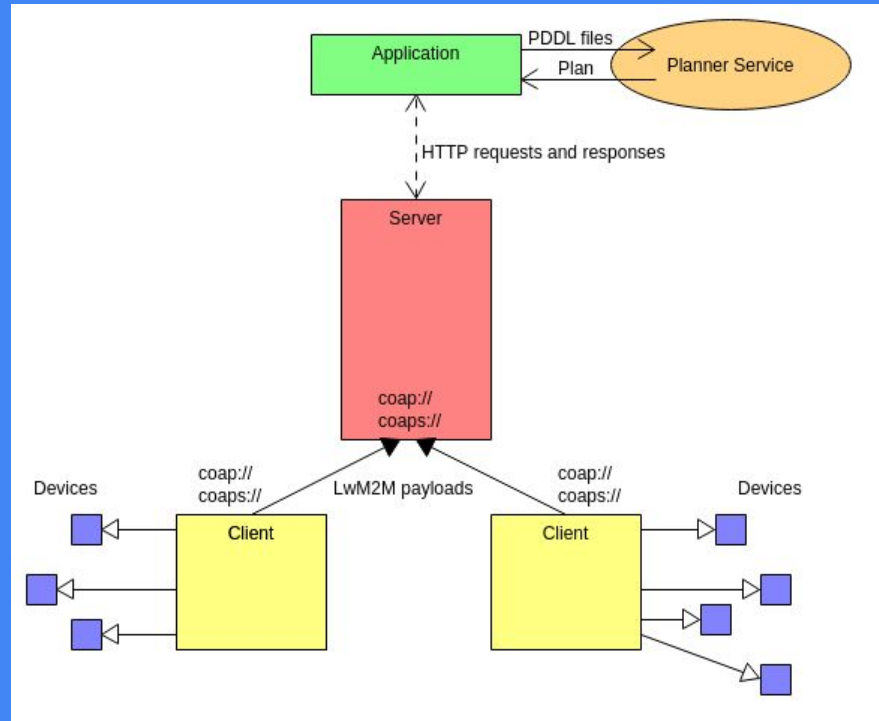 PDDL files
Application
Plan
Planner Service
HTTP requests and responses
Server
coap://
coaps://
coap://
coaps://
LwM2M payloads
coap://
coaps://
Devices
Devices
Client
Client